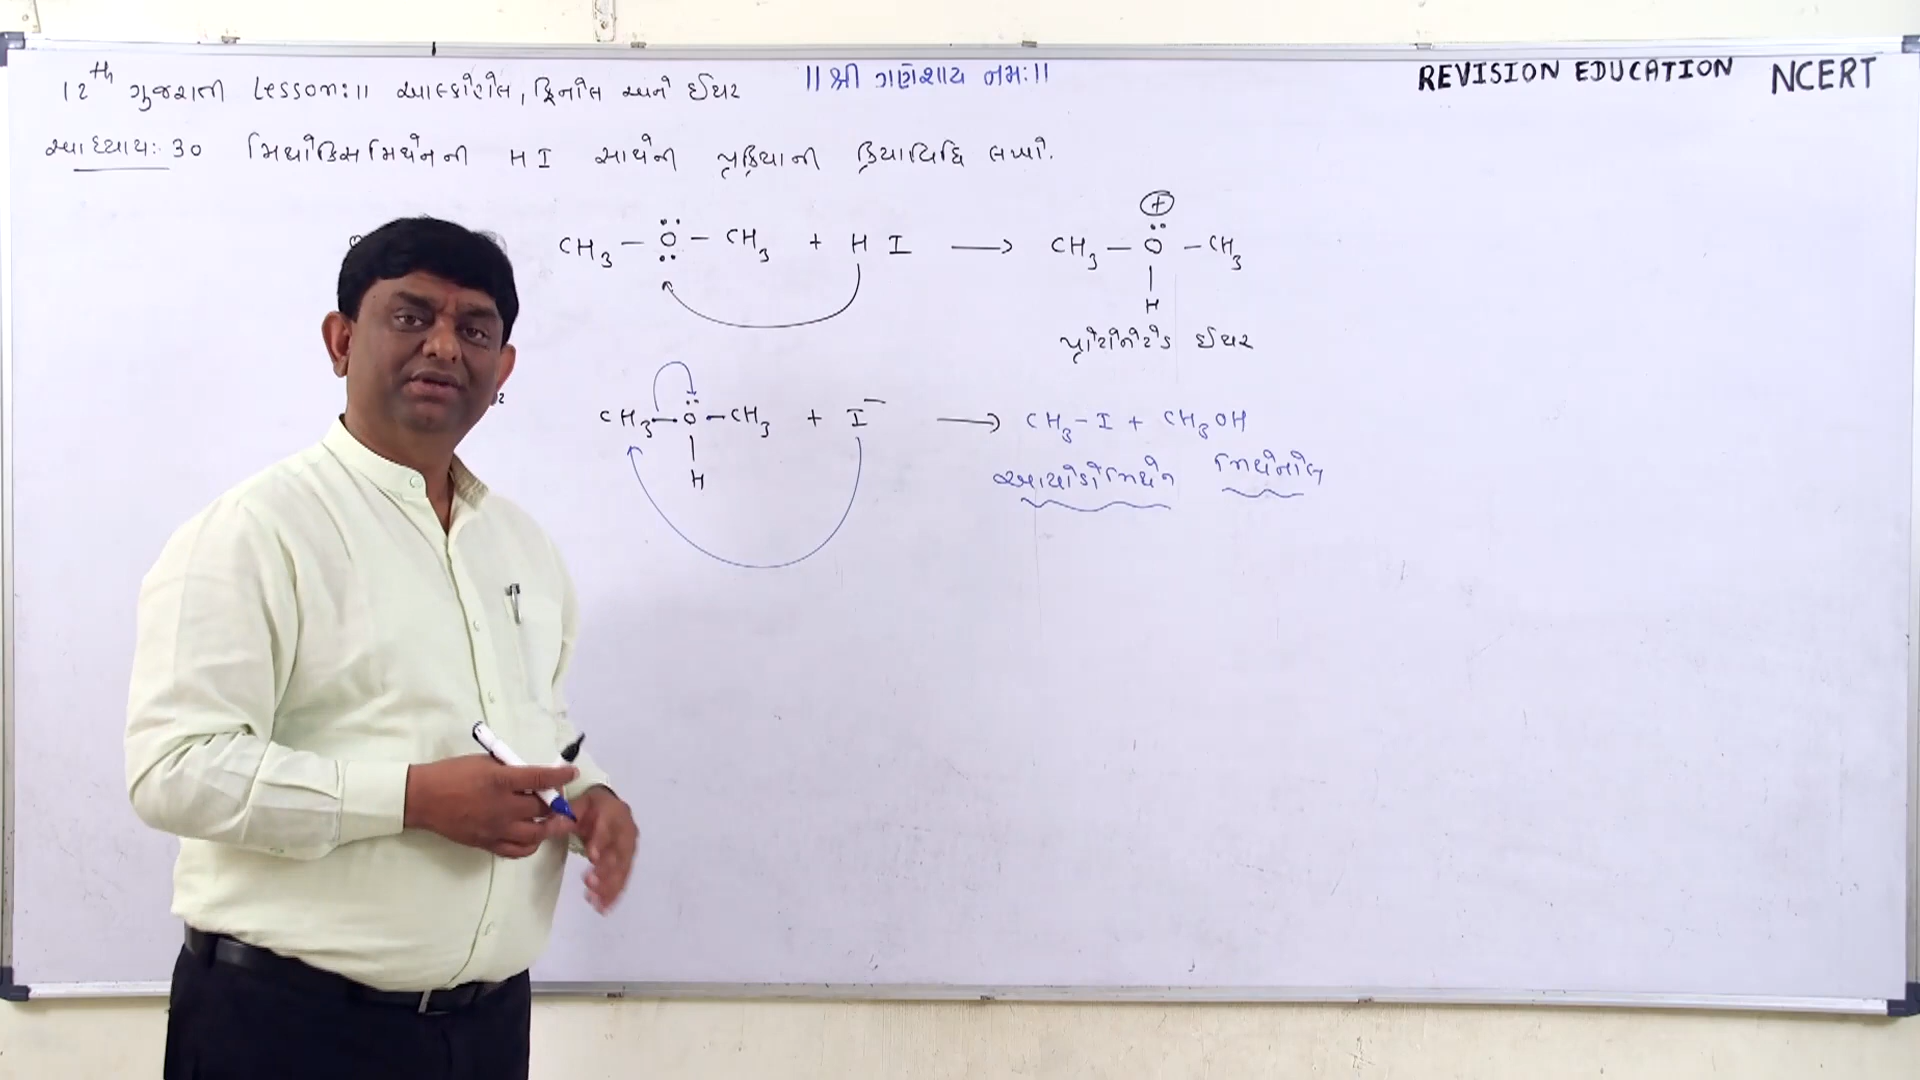 12th ગુજરાતી Lesson:11 આલ્કોહોલ, ફિનોલ અને ઈથર
॥ શ્રી ગણેશાય નમઃ ॥
REVISION EDUCATION NCERT
સ્વાધ્યાય: 30 મિથોક્સિમિથેનની HI સાથેની પ્રક્રિયાની ક્રિયાવિધિ લખો.
CH3 – O – CH3 + H I ⟶ CH3 – O – CH3
⊕
H
પ્રોટોનેટેડ ઈથર
CH3 – O – CH3 + I⁻ ⟶ CH3 – I + CH3OH
H
આયોડોમિથેન મિથેનોલ